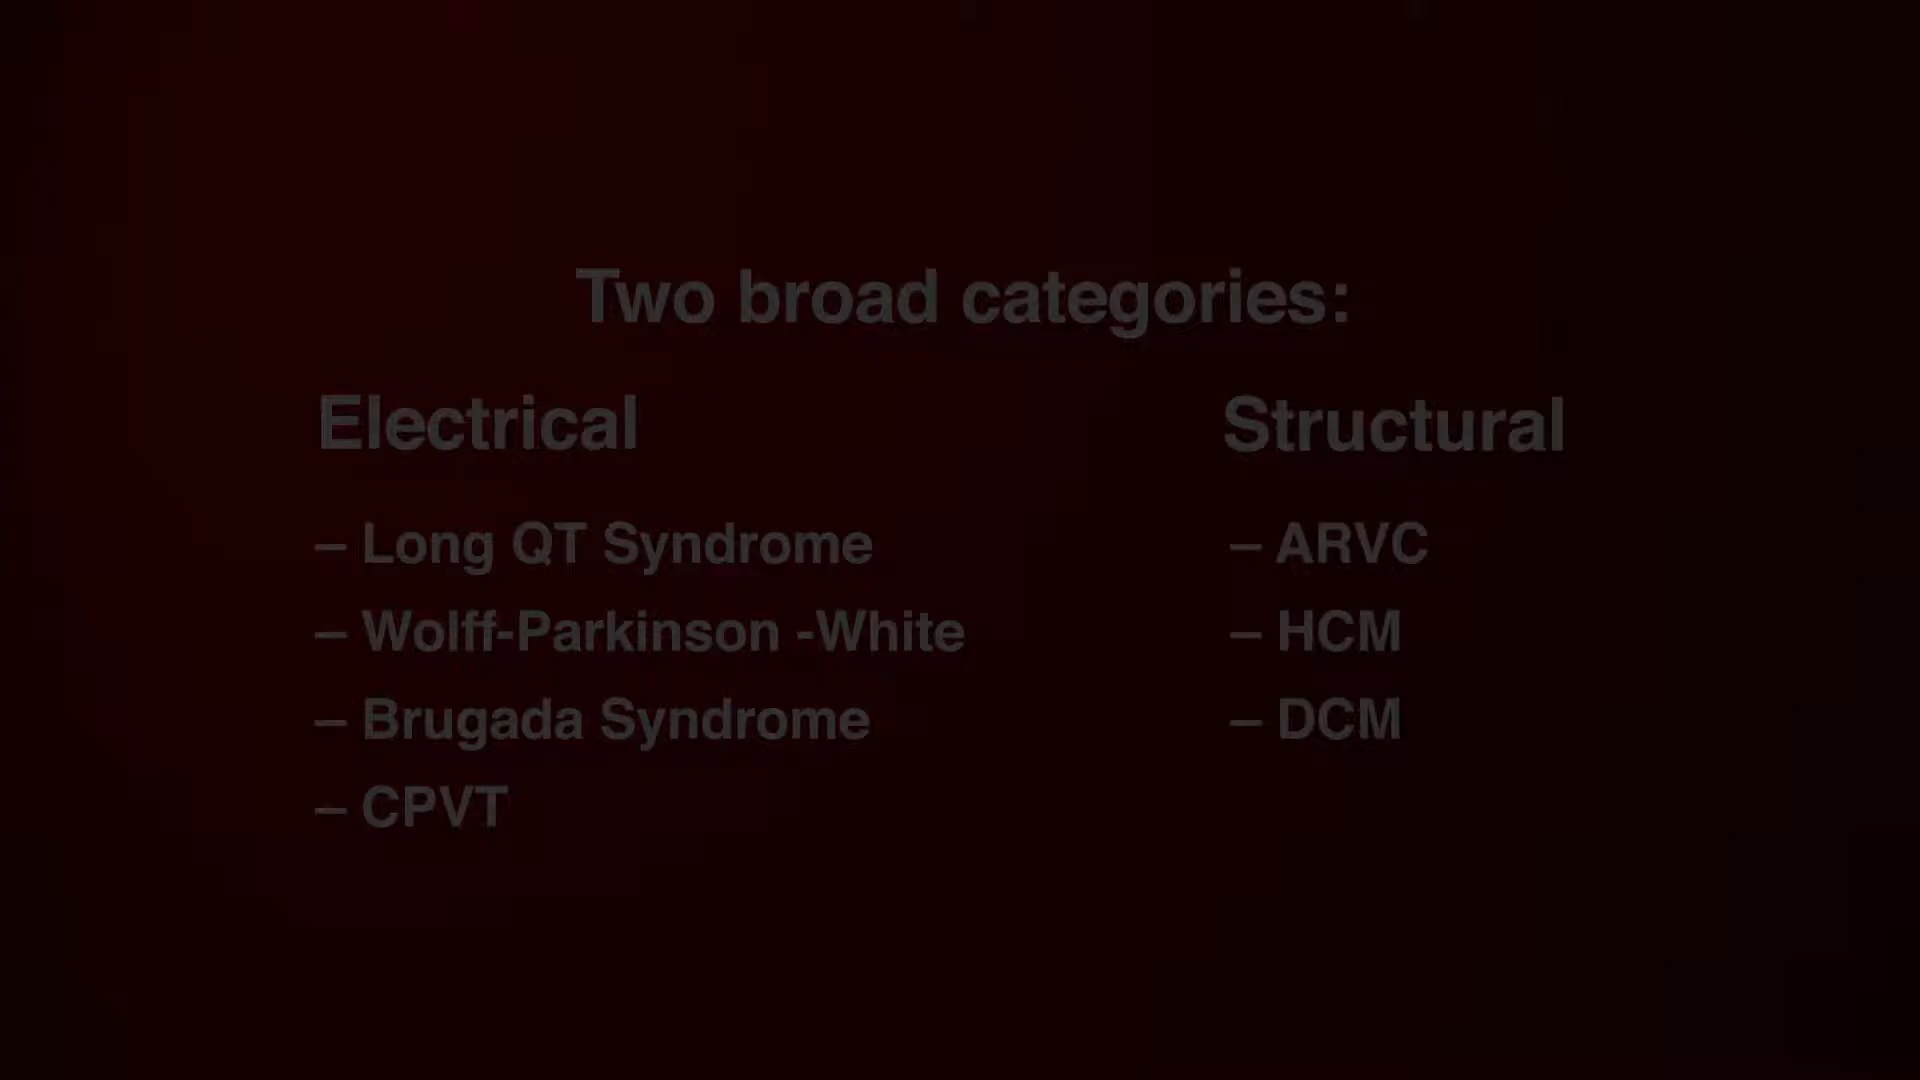 Two broad categories:
Electrical
– Long QT Syndrome
– Wolff-Parkinson -White
– Brugada Syndrome
– CPVT
Structural
– ARVC
– HCM
– DCM